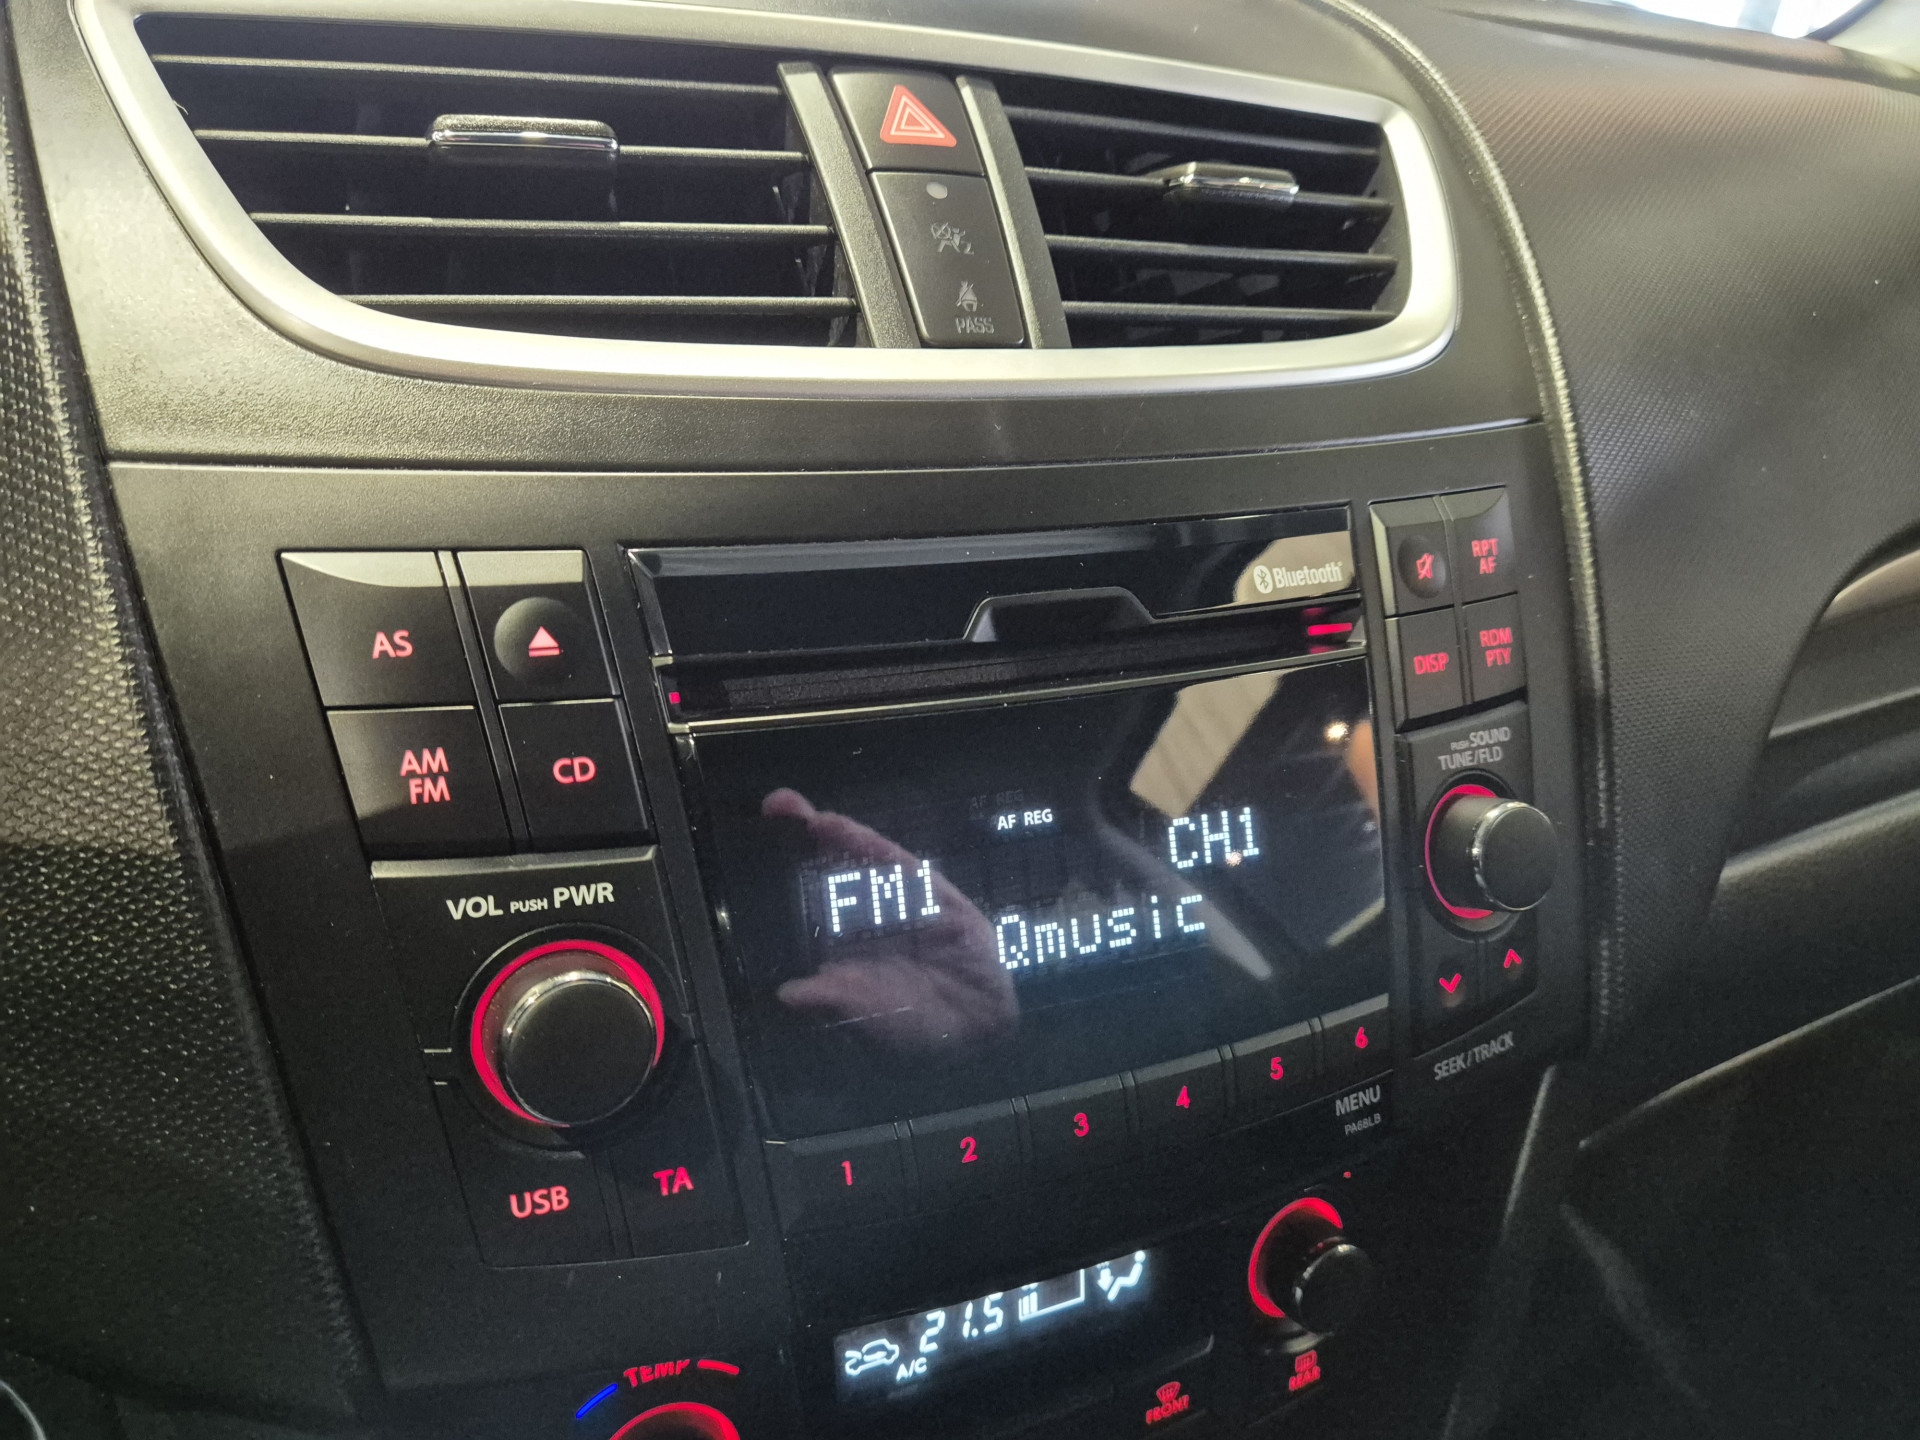 2
PASS
Bluetooth
RPT
AF
AS
DISP
RDM
PTY
AM
FM
CD
PUSH SOUND
TUNE/FLD
AF REG
CH1
FM1
Qmusic
VOL PUSH PWR
SEEK/TRACK
1 2 3 4 5 6
MENU
PA68LB
USB
TA
21.5
A/C
TEMP
FRONT
REAR